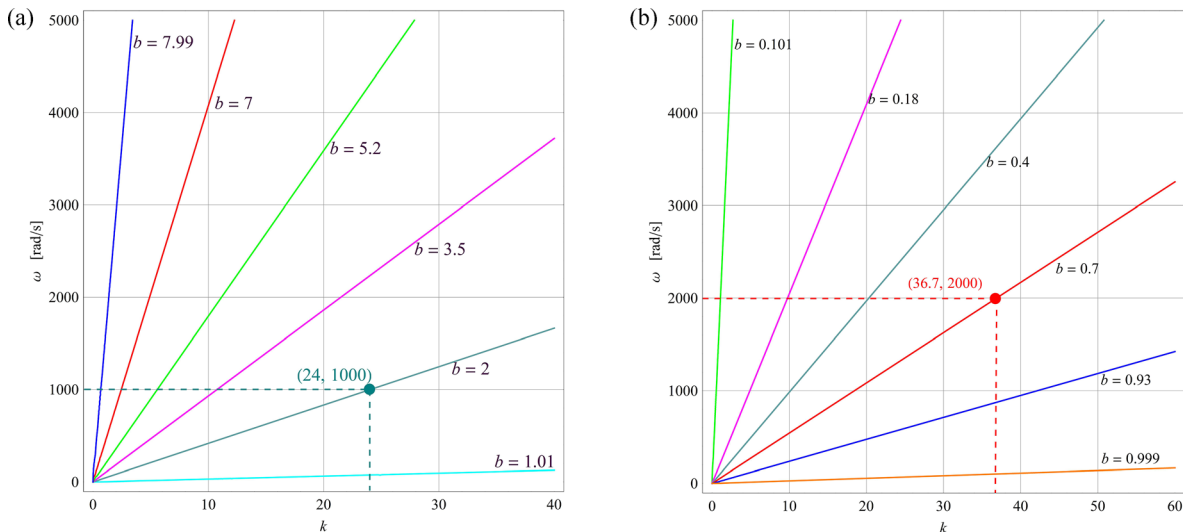 (a)
5000
4000
3000
2000
1000
0
ω [rad/s]
b = 7.99
b = 7
b = 5.2
b = 3.5
(24, 1000)
b = 2
b = 1.01
0 10 20 30 40
k
(b)
5000
4000
3000
2000
1000
0
ω [rad/s]
b = 0.101
b = 0.18
b = 0.4
(36.7, 2000)
b = 0.7
b = 0.93
b = 0.999
0 10 20 30 40 50 60
k